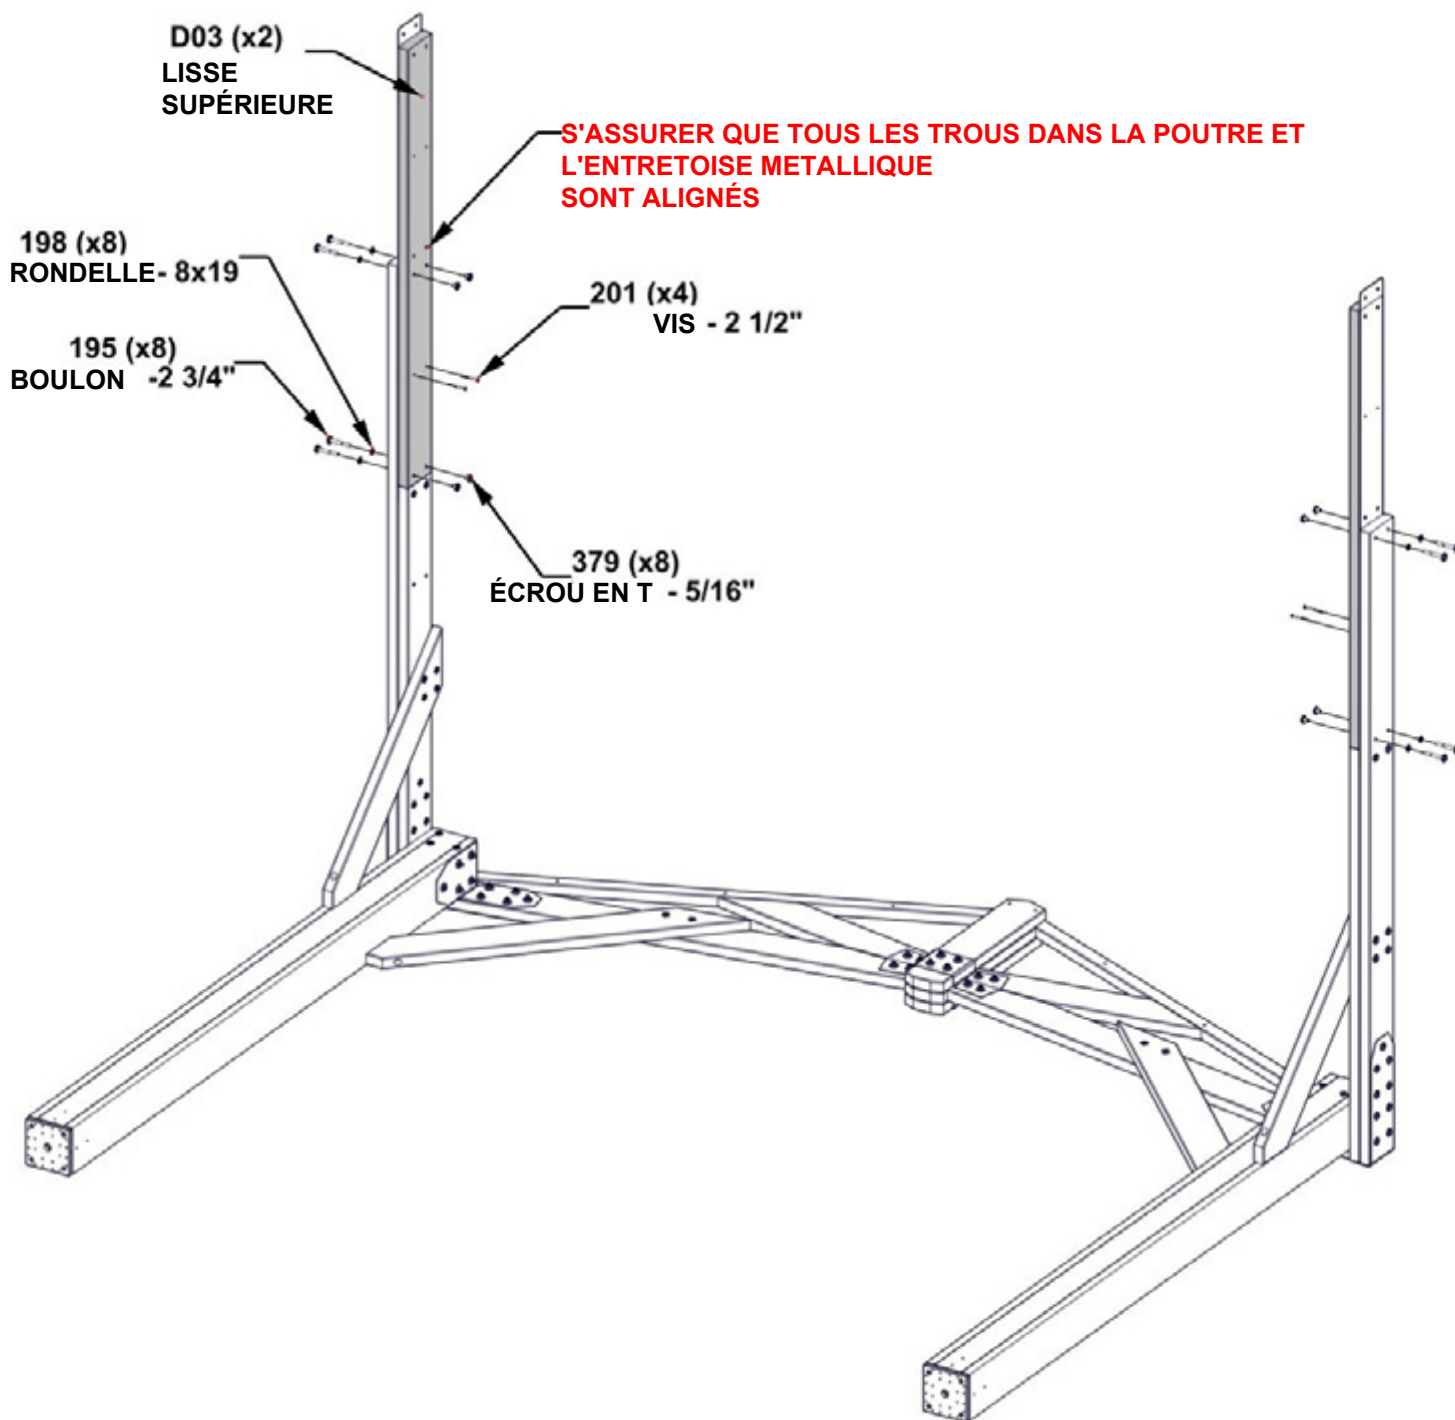 D03 (x2)
LISSE
SUPÉRIEURE
S'ASSURER QUE TOUS LES TROUS DANS LA POUTRE ET
L'ENTRETOISE METALLIQUE
SONT ALIGNÉS
198 (x8)
RONDELLE- 8x19
201 (x4)
VIS - 2 1/2"
195 (x8)
BOULON -2 3/4"
379 (x8)
ÉCROU EN T - 5/16"